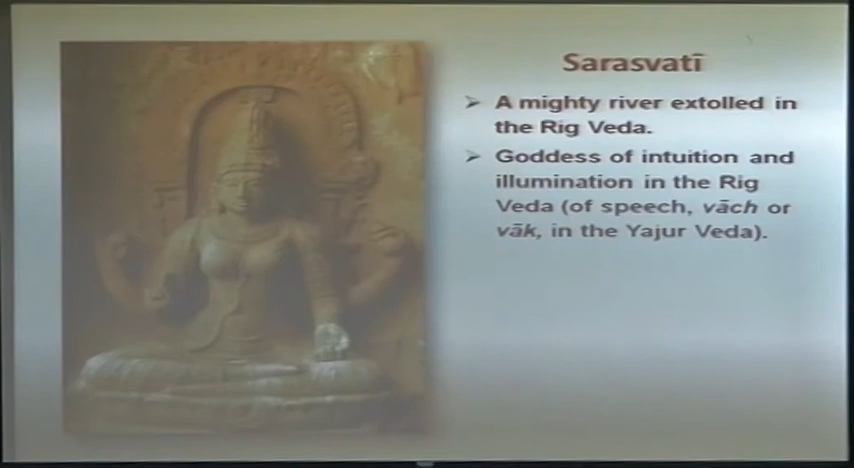 Sarasvatī
➢ A mighty river extolled in
the Rig Veda.
➢ Goddess of intuition and
illumination in the Rig
Veda (of speech, vāch or
vāk, in the Yajur Veda).